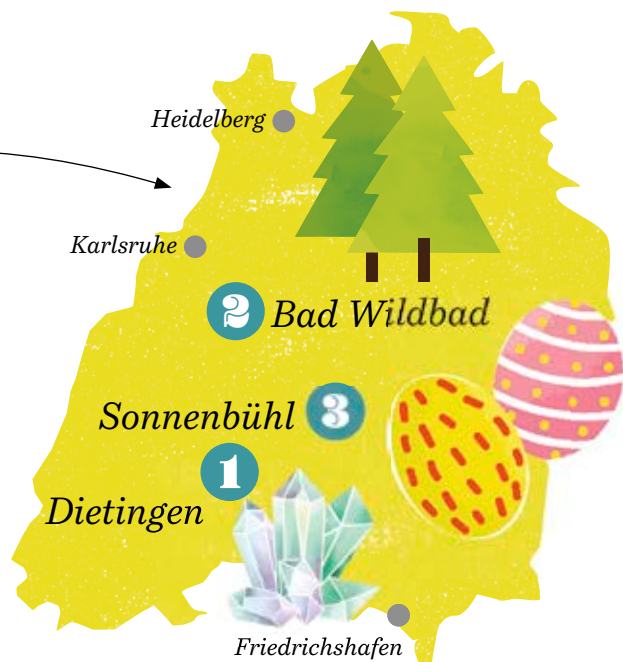 Heidelberg
Karlsruhe
2 Bad Wildbad
Sonnenbühl 3
1
Dietingen
Friedrichshafen